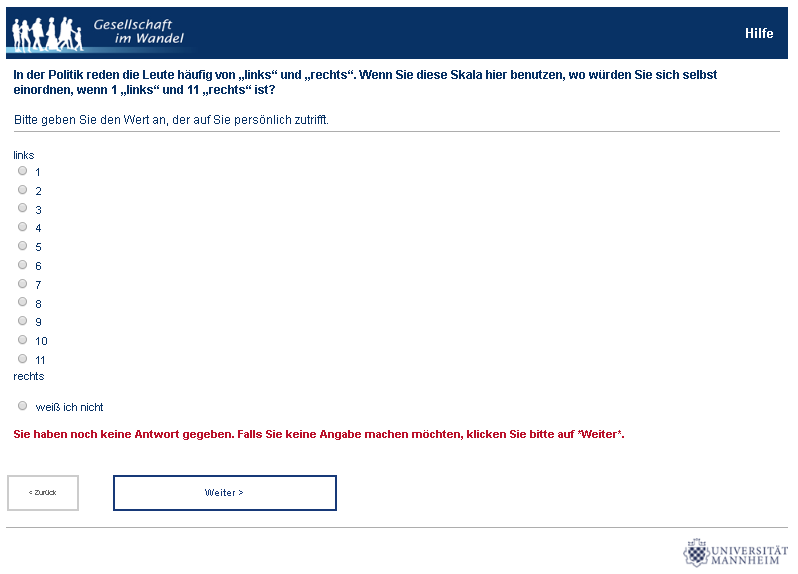 Gesellschaft
im Wandel
Hilfe
In der Politik reden die Leute häufig von „links“ und „rechts“. Wenn Sie diese Skala hier benutzen, wo würden Sie sich selbst
einordnen, wenn 1 „links“ und 11 „rechts“ ist?
Bitte geben Sie den Wert an, der auf Sie persönlich zutrifft.
links
1
2
3
4
5
6
7
8
9
10
11
rechts
weiß ich nicht
Sie haben noch keine Antwort gegeben. Falls Sie keine Angabe machen möchten, klicken Sie bitte auf *Weiter*.
< Zurück
Weiter >
UNIVERSITÄT
MANNHEIM